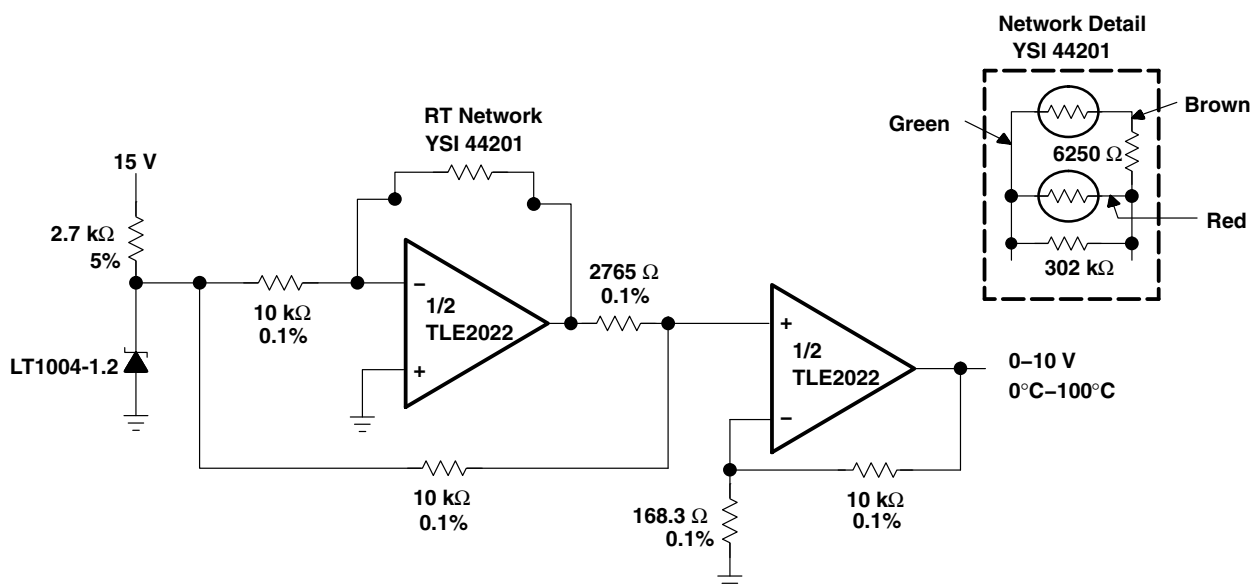 Network Detail
YSI 44201
Brown
Green
6250 Ω
Red
302 kΩ
RT Network
YSI 44201
15 V
2.7 kΩ
5%
10 kΩ
0.1%
−
1/2
TLE2022
+
2765 Ω
0.1%
LT1004-1.2
+
1/2
TLE2022
−
0−10 V
0°C−100°C
10 kΩ
0.1%
168.3 Ω
0.1%
10 kΩ
0.1%